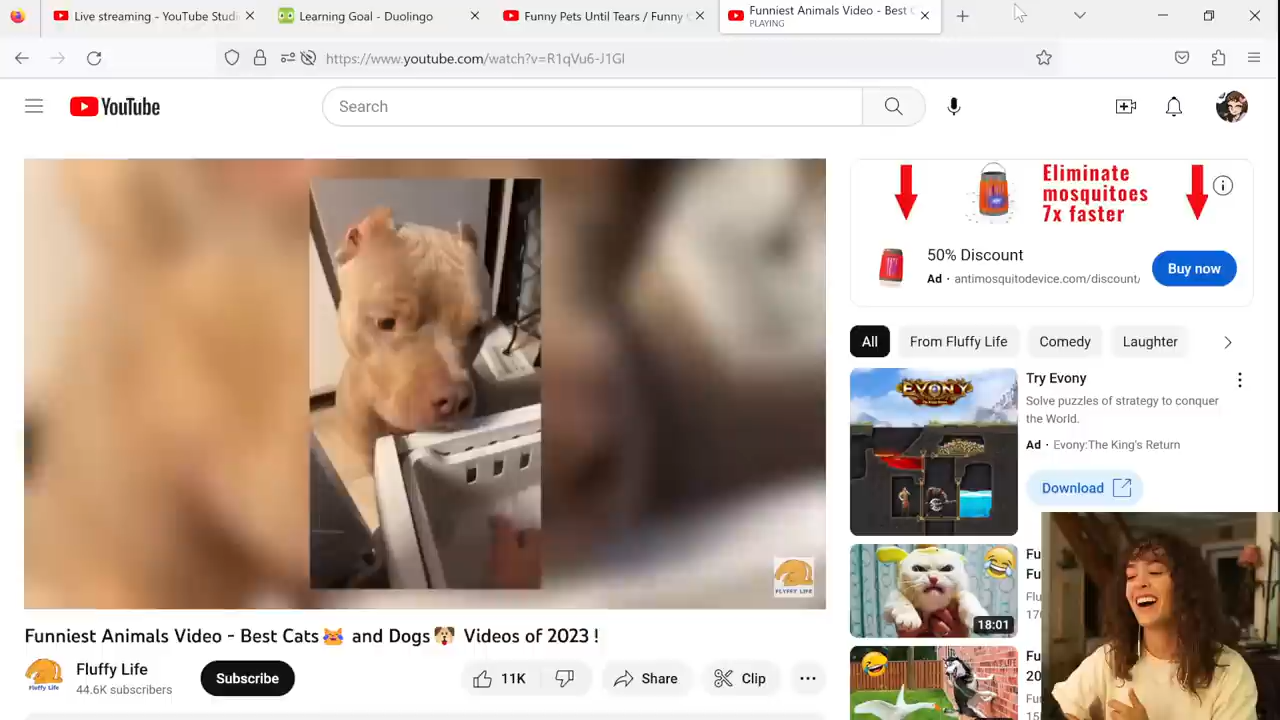 Live streaming - YouTube Studi
Learning Goal - Duolingo
Funny Pets Until Tears / Funny
Funniest Animals Video - Best C
PLAYING
https://www.youtube.com/watch?v=R1qVu6-J1GI
YouTube
Search
Eliminate
mosquitoes
7x faster
50% Discount
Ad · antimosquitodevice.com/discount/
Buy now
All
From Fluffy Life
Comedy
Laughter
EVONY
Try Evony
Solve puzzles of strategy to conquer
the World.
Ad · Evony:The King's Return
Download
FLYFFY LIFE
18:01
Funniest Animals Video - Best Cats😹 and Dogs🐶 Videos of 2023 !
Fluffy Life
Fluffy Life
44.6K subscribers
Subscribe
11K
Share
Clip